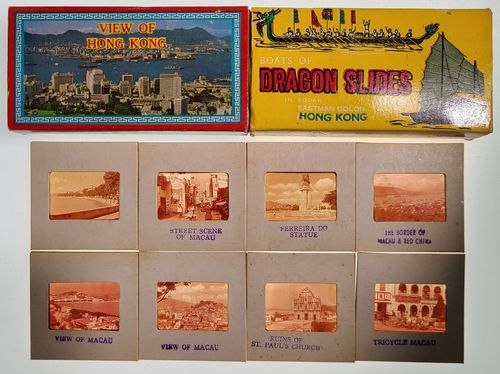 VIEW OF
HONG KONG
BOATS OF
DRAGON SLIDES
IN KODAK
EASTMAN COLOR
HONG KONG
STREET SCENE
OF MACAU
FERREIRA DO
STATUE
THE BORDER OF
MACAU & RED CHINA
VIEW OF MACAU
VIEW OF MACAU
RUINS OF
ST. PAUL'S CHURCH
TRICYCLE MACAU